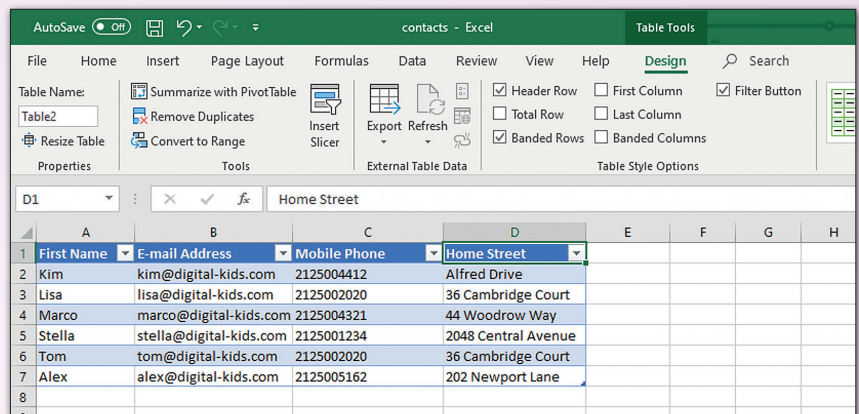 AutoSave Off contacts - Excel Table Tools
File Home Insert Page Layout Formulas Data Review View Help Design Search
Table Name: Summarize with PivotTable Header Row First Column Filter Button
Table2 Remove Duplicates Insert Slicer Export Refresh Total Row Last Column
Resize Table Convert to Range Banded Rows Banded Columns
Properties Tools External Table Data Table Style Options
D1 fx Home Street
A B C D E F G H
1 First Name E-mail Address Mobile Phone Home Street
2 Kim kim@digital-kids.com 2125004412 Alfred Drive
3 Lisa lisa@digital-kids.com 2125002020 36 Cambridge Court
4 Marco marco@digital-kids.com 2125004321 44 Woodrow Way
5 Stella stella@digital-kids.com 2125001234 2048 Central Avenue
6 Tom tom@digital-kids.com 2125002020 36 Cambridge Court
7 Alex alex@digital-kids.com 2125005162 202 Newport Lane
8